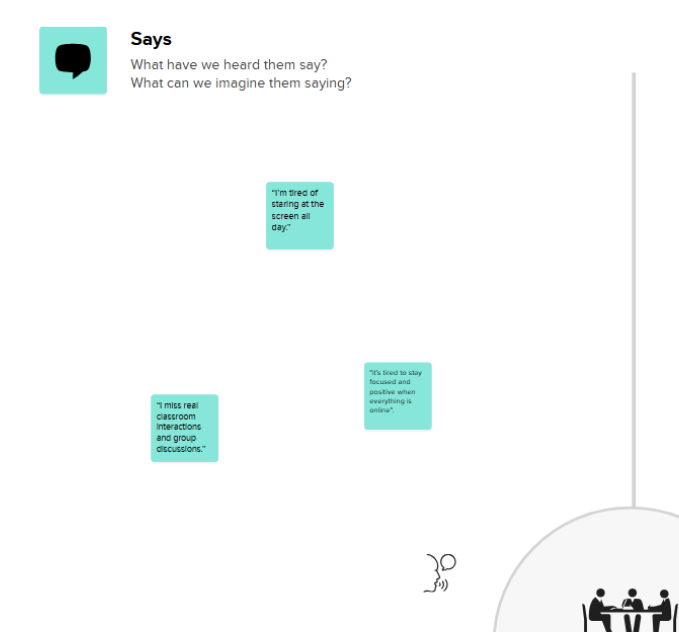 Says
What have we heard them say?
What can we imagine them saying?
"I'm tired of
staring at the
screen all
day."
"It's tired to stay
focused and
positive when
everything is
online".
"I miss real
classroom
interactions
and group
discussions."